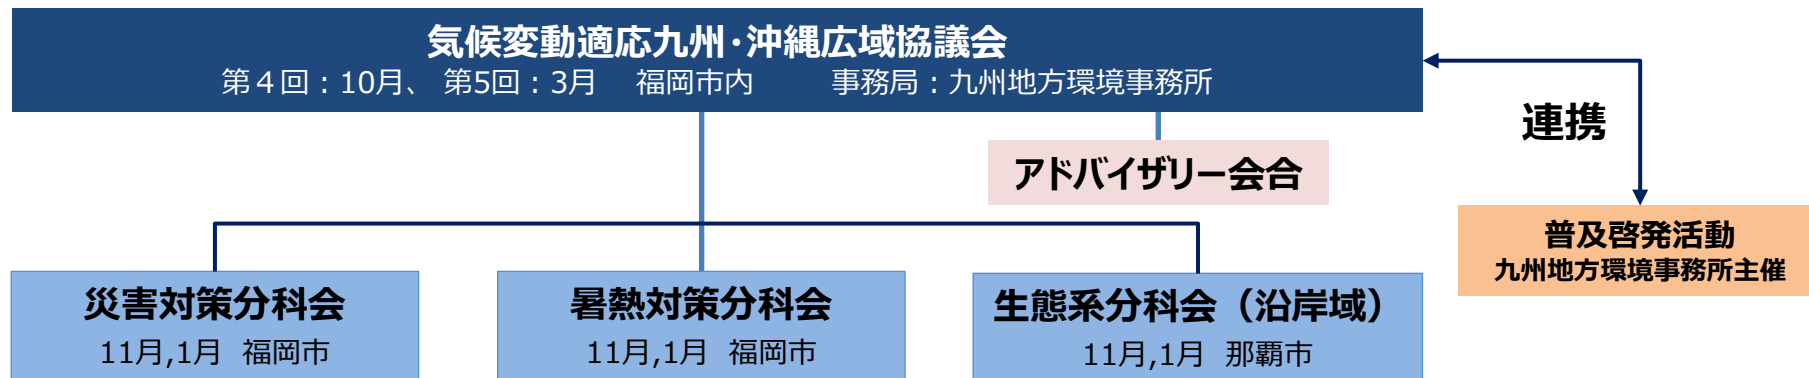 気候変動適応九州･沖縄広域協議会
第４回：10月、 第5回：3月　福岡市内　　事務局：九州地方環境事務所
連携
アドバイザリー会合
普及啓発活動
九州地方環境事務所主催
災害対策分科会
11月,1月　福岡市
暑熱対策分科会
11月,1月　福岡市
生態系分科会（沿岸域）
11月,1月　那覇市